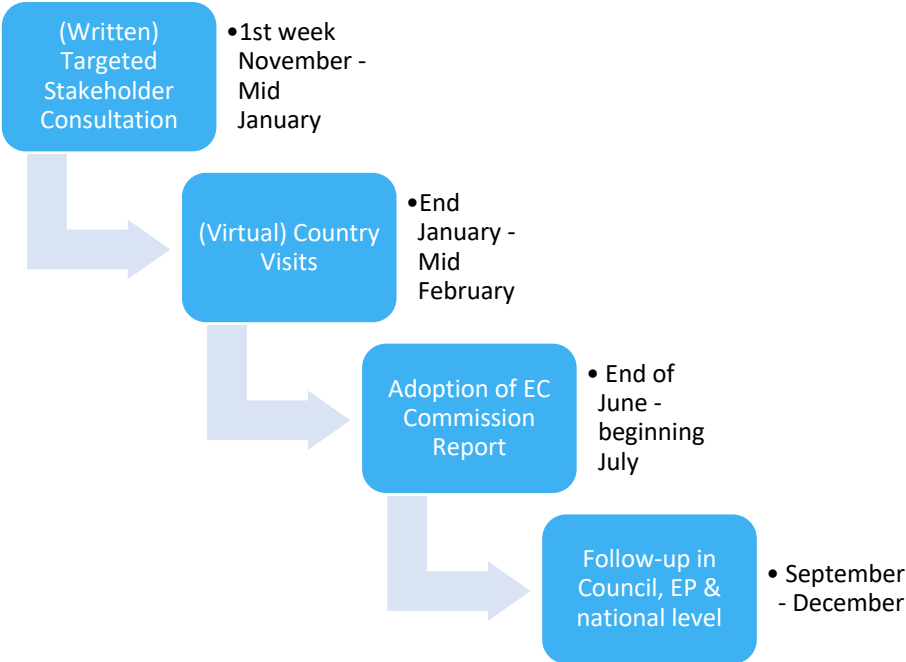 (Written)
Targeted
Stakeholder
Consultation
•1st week
November -
Mid
January
(Virtual) Country
Visits
•End
January -
Mid
February
Adoption of EC
Commission
Report
• End of
June -
beginning
July
Follow-up in
Council, EP &
national level
• September
- December